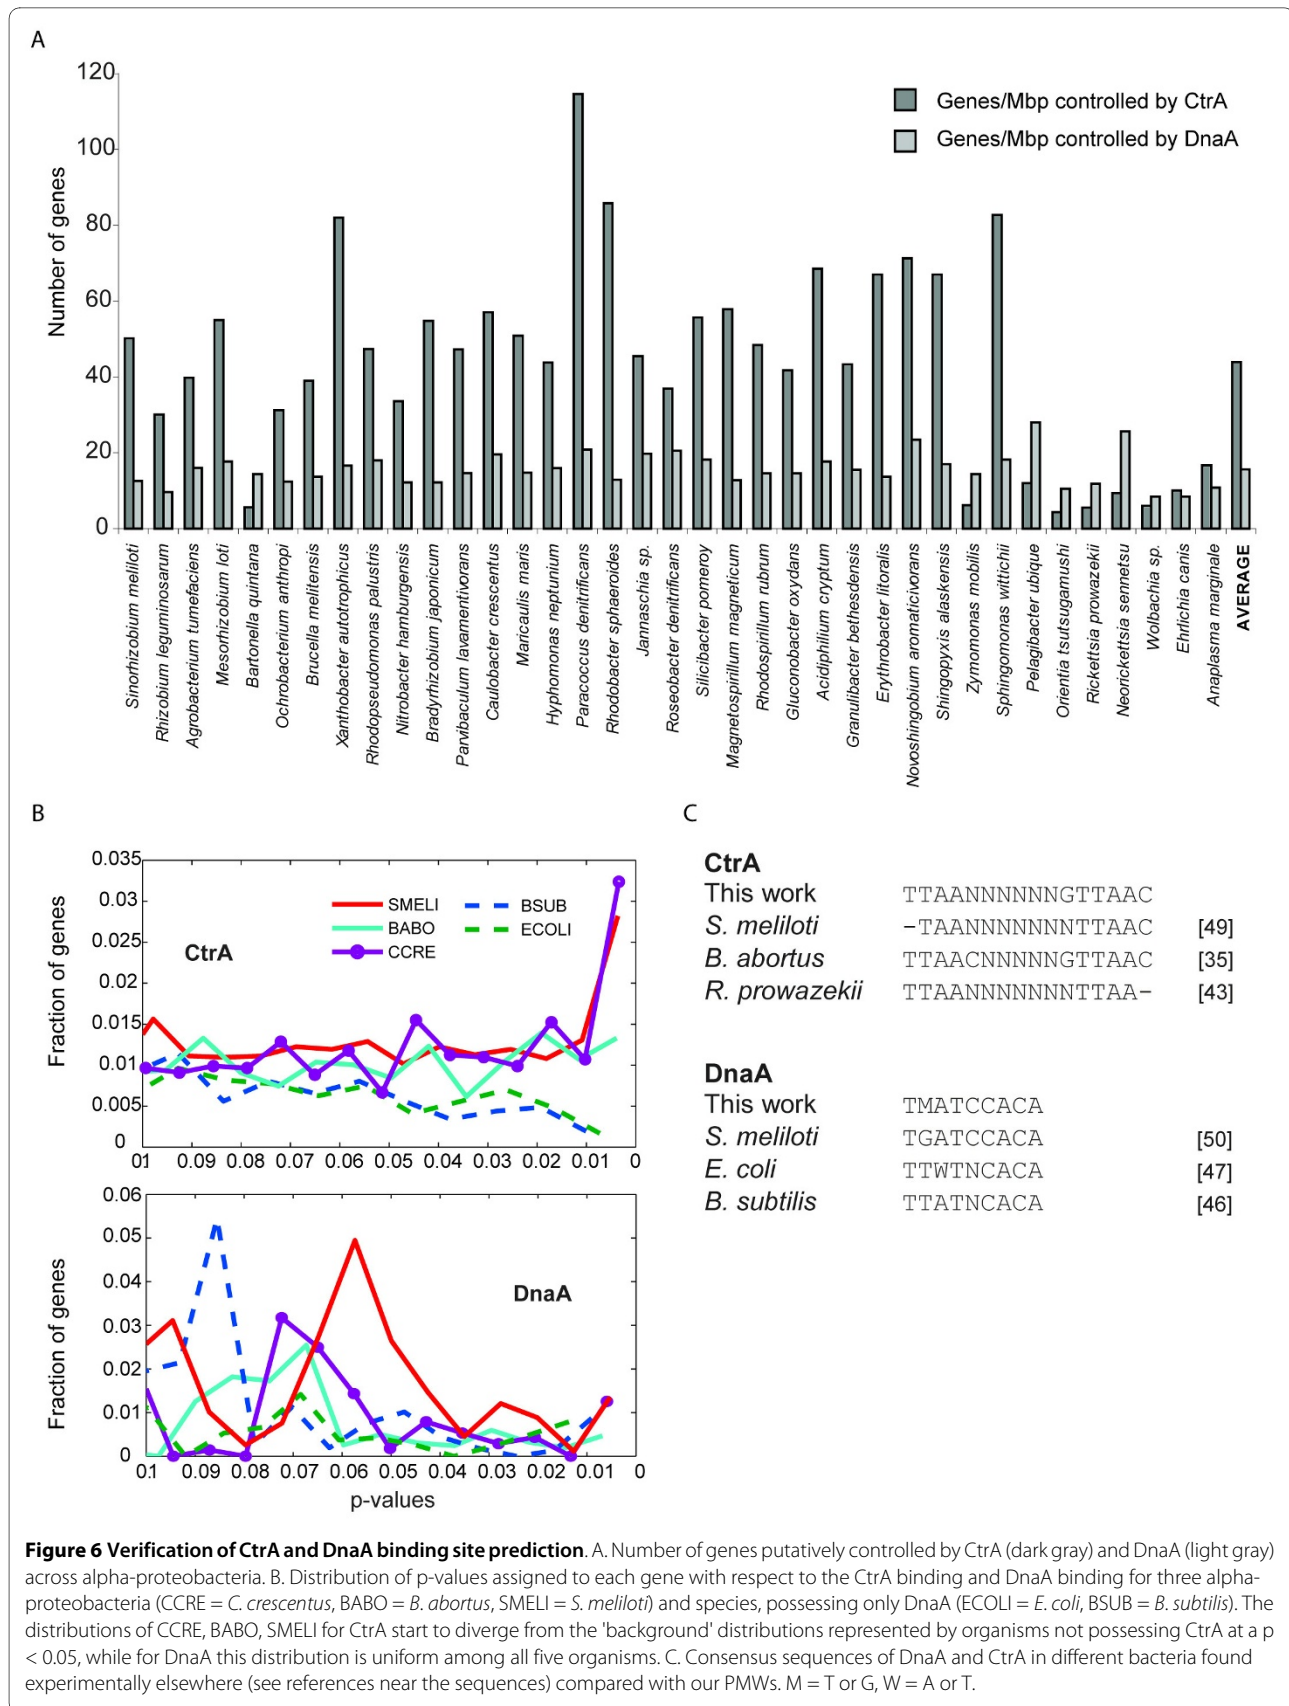 A
120
100
80
60
40
20
0
Number of genes
Genes/Mbp controlled by CtrA
Genes/Mbp controlled by DnaA
Sinorhizobium meliloti
Rhizobium leguminosarum
Agrobacterium tumefaciens
Mesorhizobium loti
Bartonella quintana
Ochrobacterium anthropi
Brucella melitensis
Xanthobacter autotrophicus
Rhodopseudomonas palustris
Nitrobacter hamburgensis
Bradyrhizobium japonicum
Parvibaculum lavamentivorans
Caulobacter crescentus
Maricaulis maris
Hyphomonas neptunium
Paracoccus denitrificans
Rhodobacter sphaeroides
Jannaschia sp.
Roseobacter denitrificans
Silicibacter pomeroy
Magnetospirillum magneticum
Rhodospirillum rubrum
Gluconobacter oxydans
Acidiphilium cryptum
Granulibacter bethesdensis
Erythrobacter litoralis
Novoshingobium aromaticivorans
Shingopyxis alaskensis
Zymomonas mobilis
Sphingomonas wittichii
Pelagibacter ubique
Orientia tsutsugamushi
Rickettsia prowazekii
Neorickettsia sennetsu
Wolbachia sp.
Ehrlichia canis
Anaplasma marginale
AVERAGE
B
0.035
0.03
0.025
0.02
0.015
0.01
0.005
0
Fraction of genes
CtrA
SMELI
BABO
CCRE
BSUB
ECOLI
01 0.09 0.08 0.07 0.06 0.05 0.04 0.03 0.02 0.01 0
0.06
0.05
0.04
0.03
0.02
0.01
0
Fraction of genes
DnaA
0.1 0.09 0.08 0.07 0.06 0.05 0.04 0.03 0.02 0.01 0
p-values
C
CtrA
This work TTAANNNNNNGTTAAC
S. meliloti -TAANNNNNNNTTAAC [49]
B. abortus TTAACNNNNNGTTAAC [35]
R. prowazekii TTAANNNNNNNTTAA- [43]
DnaA
This work TMATCCACA
S. meliloti TGATCCACA [50]
E. coli TTWTNCACA [47]
B. subtilis TTATNCACA [46]
Figure 6 Verification of CtrA and DnaA binding site prediction. A. Number of genes putatively controlled by CtrA (dark gray) and DnaA (light gray)
across alpha-proteobacteria. B. Distribution of p-values assigned to each gene with respect to the CtrA binding and DnaA binding for three alpha-
proteobacteria (CCRE = C. crescentus, BABO = B. abortus, SMELI = S. meliloti) and species, possessing only DnaA (ECOLI = E. coli, BSUB = B. subtilis). The
distributions of CCRE, BABO, SMELI for CtrA start to diverge from the 'background' distributions represented by organisms not possessing CtrA at a p
< 0.05, while for DnaA this distribution is uniform among all five organisms. C. Consensus sequences of DnaA and CtrA in different bacteria found
experimentally elsewhere (see references near the sequences) compared with our PMWs. M = T or G, W = A or T.